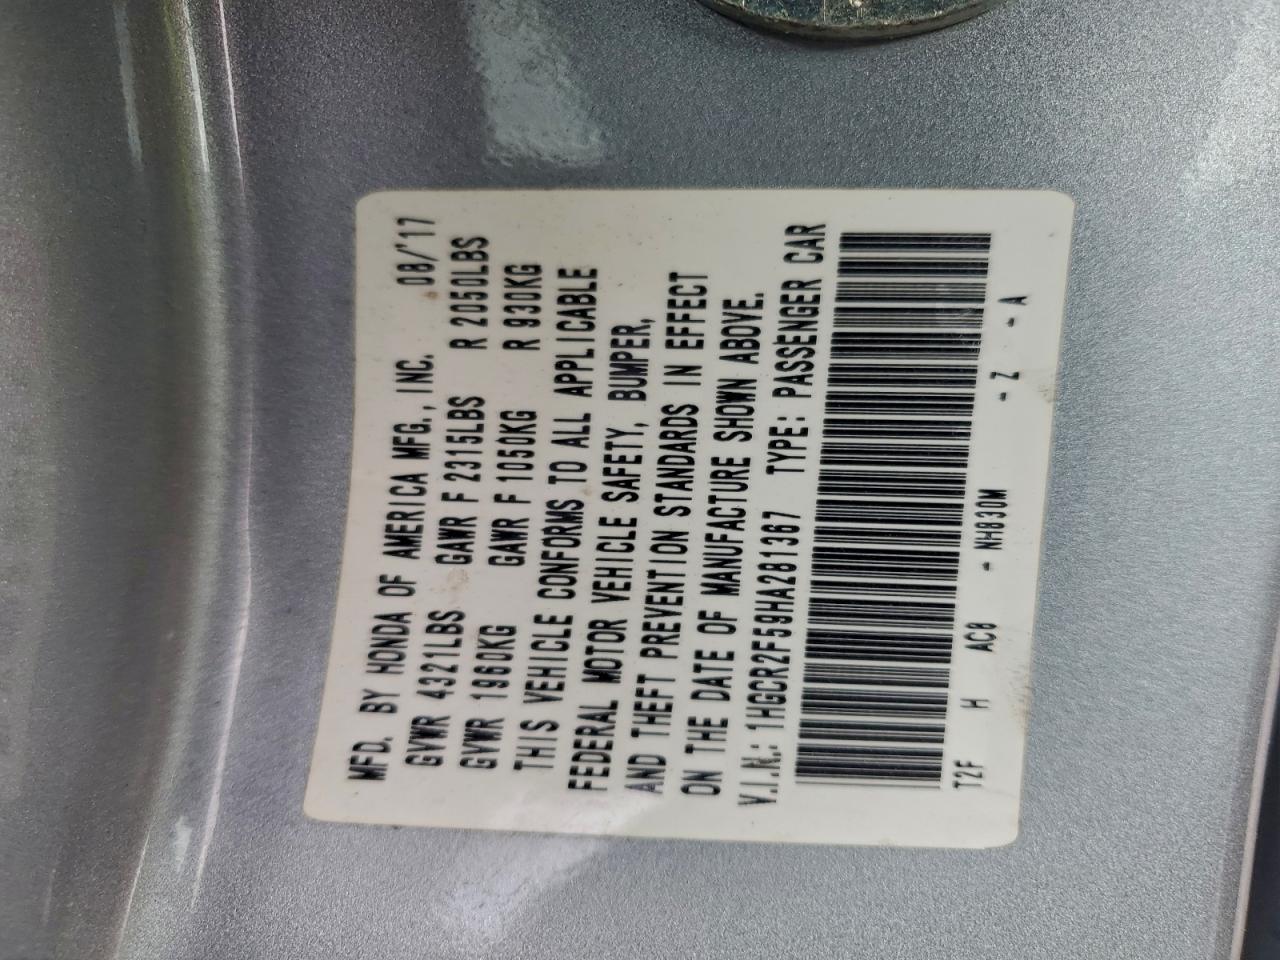 MFD. BY HONDA OF AMERICA MFG., INC. 08/'17
GVWR 4321LBS GAWR F 2315LBS R 2050LBS
GVWR 1960KG GAWR F 1050KG R 930KG
THIS VEHICLE CONFORMS TO ALL APPLICABLE
FEDERAL MOTOR VEHICLE SAFETY, BUMPER,
AND THEFT PREVENTION STANDARDS IN EFFECT
ON THE DATE OF MANUFACTURE SHOWN ABOVE.
V.I.N.: 1HGCR2F59HA281367 TYPE: PASSENGER CAR
T2F H AC8 - NH830M - Z - A